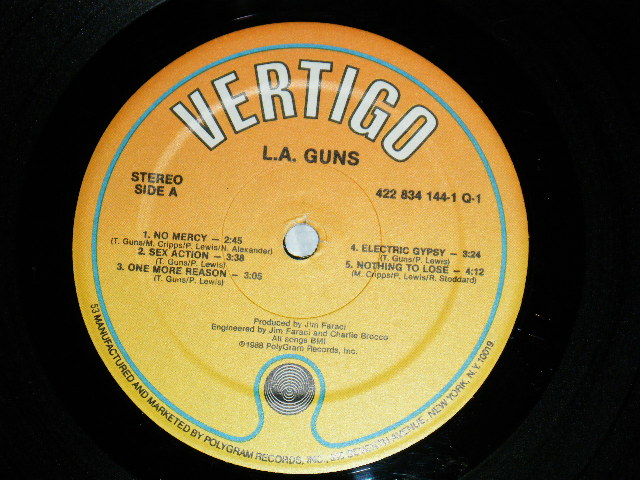 VERTIGO
L.A. GUNS
STEREO
SIDE A
422 834 144-1 Q-1
1. NO MERCY — 2:45
(T. Guns/M. Cripps/P. Lewis/N. Alexander)
2. SEX ACTION — 3:38
(T. Guns/P. Lewis)
3. ONE MORE REASON — 3:05
(T. Guns/P. Lewis)
4. ELECTRIC GYPSY — 3:24
(T. Guns/P. Lewis)
5. NOTHING TO LOSE — 4:12
(M. Cripps/P. Lewis/R. Stoddard)
Produced by Jim Faraci
Engineered by Jim Faraci and Charlie Brocco
All songs BMI
℗1988 PolyGram Records, Inc.
53 MANUFACTURED AND MARKETED BY POLYGRAM RECORDS, INC., AVENUE, NEW YORK, N.Y. 10019